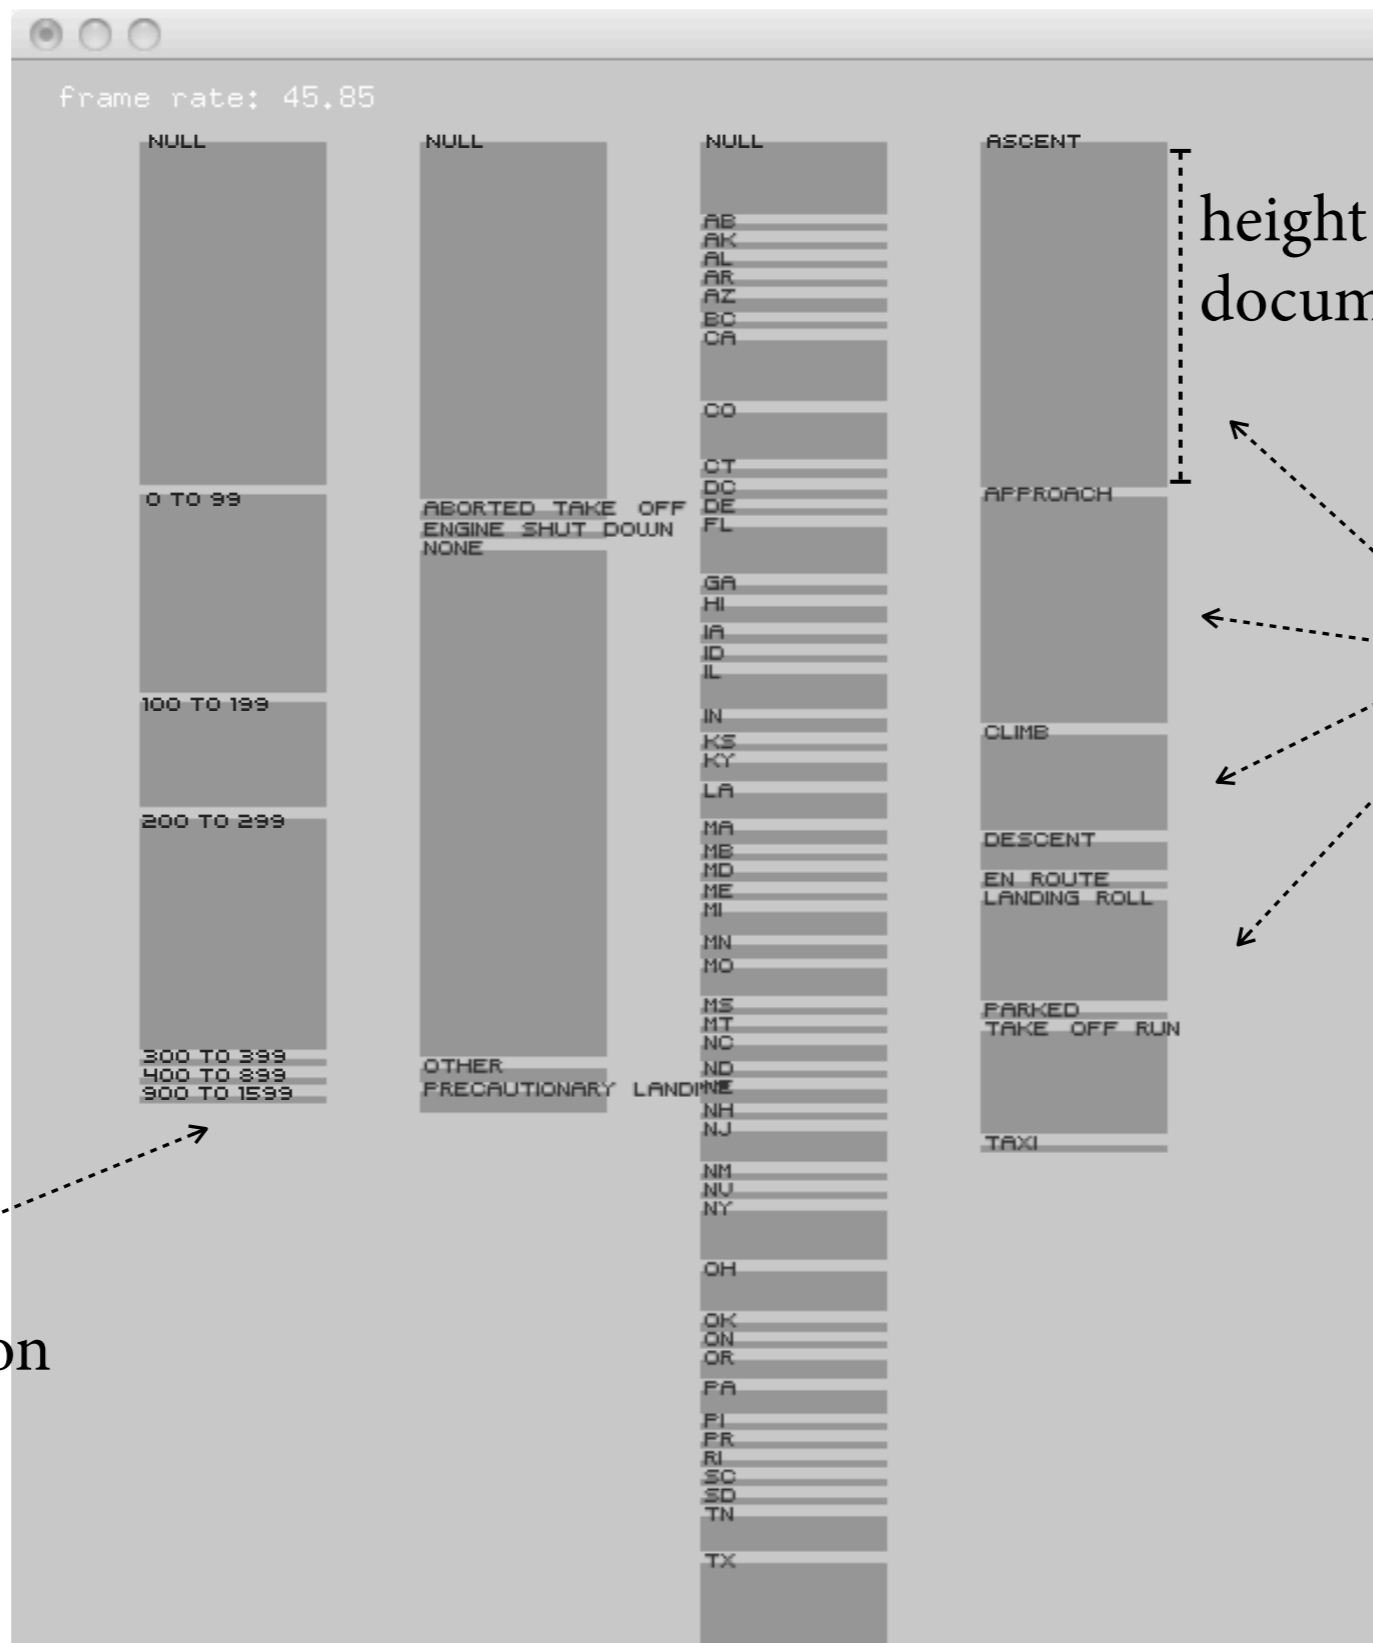 frame rate: 45.85
NULL
0 TO 99
100 TO 199
200 TO 299
300 TO 399
400 TO 899
900 TO 1599
NULL
ABORTED TAKE OFF
ENGINE SHUT DOWN
NONE
OTHER
PRECAUTIONARY LANDIN
NULL
AB
AK
AL
AR
AZ
BC
CA
CO
CT
DC
DE
FL
GA
HI
IA
ID
IL
IN
KS
KY
LA
MA
MB
MD
ME
MI
MN
MO
MS
MT
NC
ND
NE
NH
NJ
NM
NV
NY
OH
OK
ON
OR
PA
PI
PR
RI
SC
SD
TN
TX
ASCENT
APPROACH
CLIMB
DESCENT
EN ROUTE
LANDING ROLL
PARKED
TAKE OFF RUN
TAXI
height
docum
on